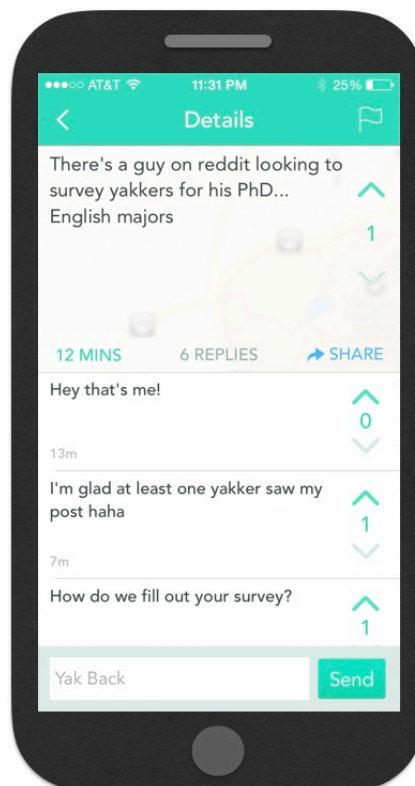 AT&T 11:31 PM 25%
Details
There's a guy on reddit looking to
survey yakkers for his PhD...
English majors
1
12 MINS 6 REPLIES SHARE
Hey that's me!
0
13m
I'm glad at least one yakker saw my
post haha
1
7m
How do we fill out your survey?
1
Yak Back Send